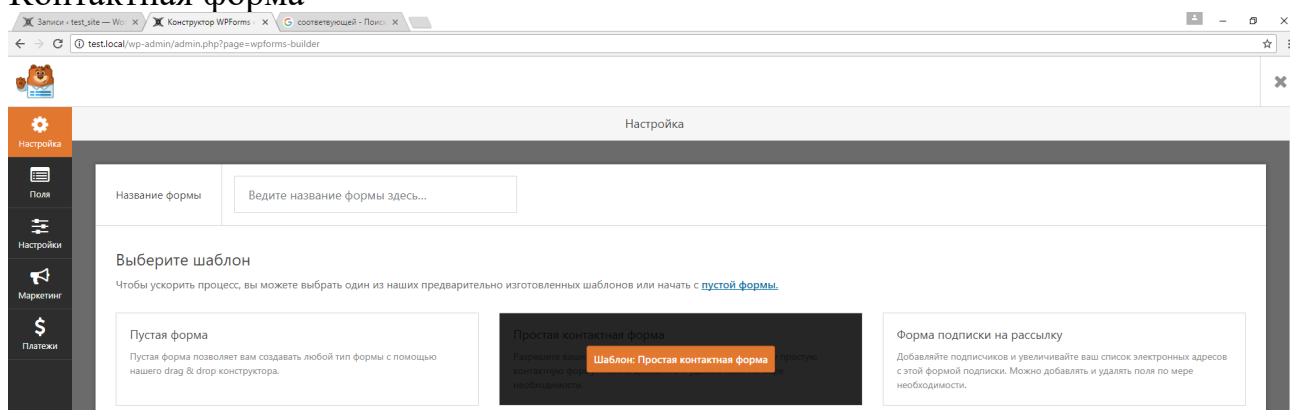 Контактная форма
Записи ‹ test_site — Wo
Конструктор WPForms ‹
соответвующей - Поис
test.local/wp-admin/admin.php?page=wpforms-builder
Настройка
Настройка
Поля
Название формы
Ведите название формы здесь...
Настройки
Выберите шаблон
Маркетинг
Чтобы ускорить процесс, вы можете выбрать один из наших предварительно изготовленных шаблонов или начать с пустой формы.
Платежи
Пустая форма
Пустая форма позволяет вам создавать любой тип формы с помощью
нашего drag & drop конструктора.
Простая контактная форма
Шаблон: Простая контактная форма
необходимости.
Форма подписки на рассылку
Добавляйте подписчиков и увеличивайте ваш список электронных адресов
с этой формой подписки. Можно добавлять и удалять поля по мере
необходимости.